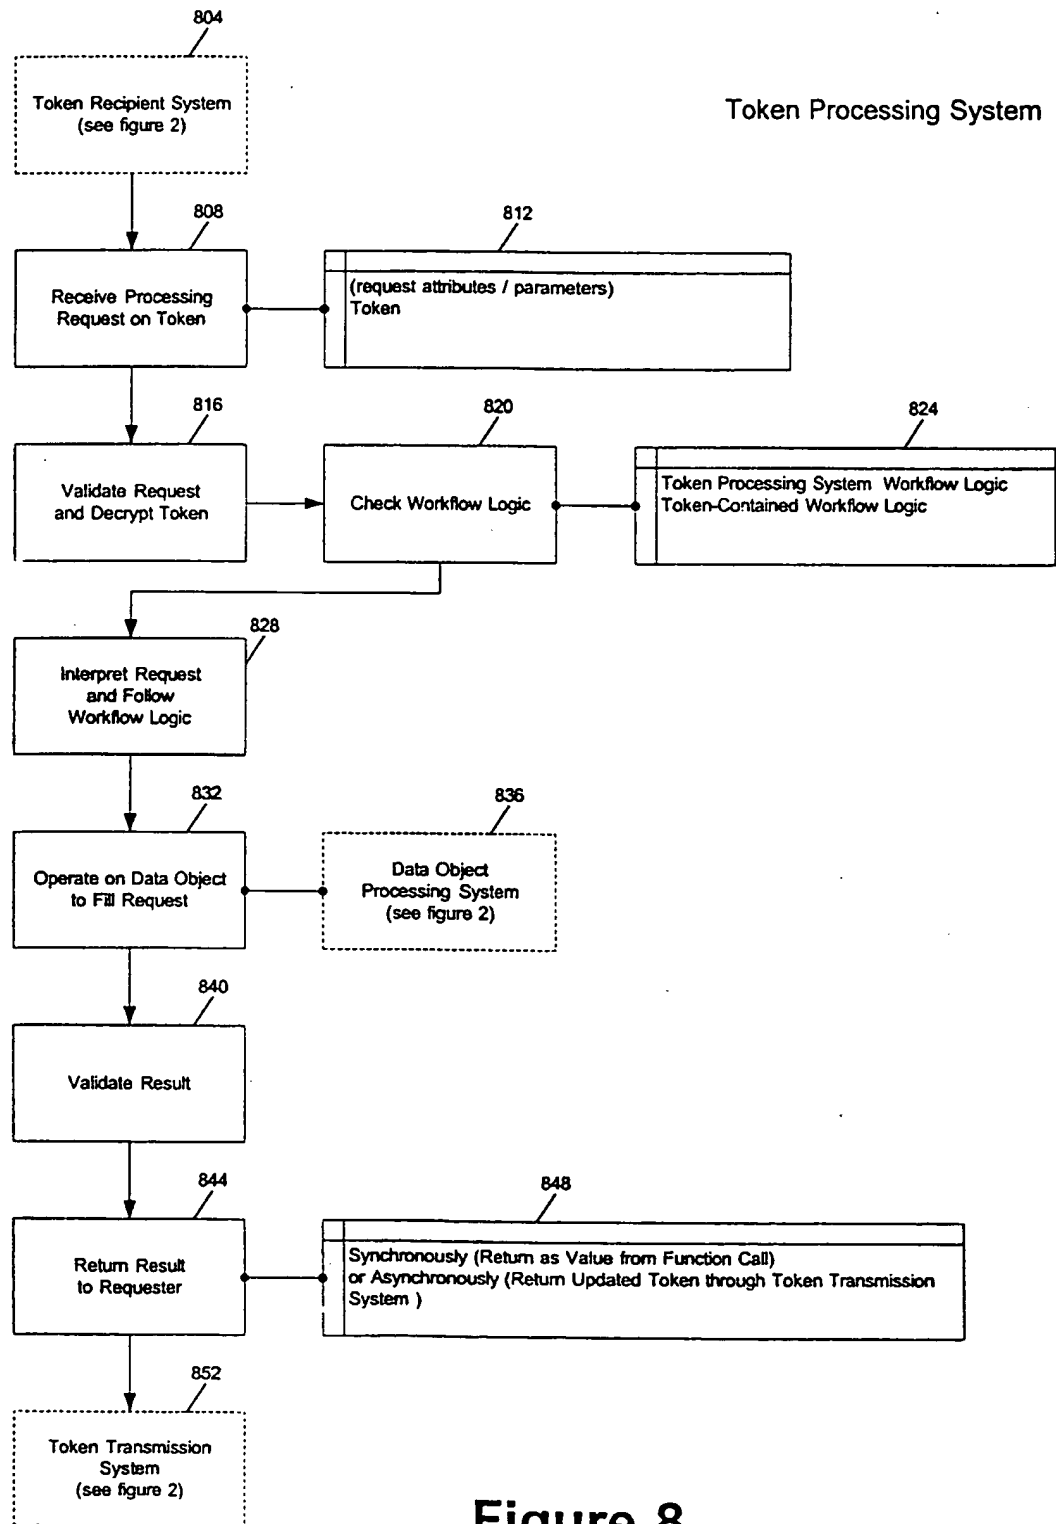 804
Token Recipient System
(see figure 2)
Token Processing System
808
812
Receive Processing
Request on Token
(request attributes / parameters)
Token
816
820
824
Validate Request
and Decrypt Token
Check Workflow Logic
Token Processing System Workflow Logic
Token-Contained Workflow Logic
828
Interpret Request
and Follow
Workflow Logic
832
836
Operate on Data Object
to Fill Request
Data Object
Processing System
(see figure 2)
840
Validate Result
844
848
Return Result
to Requester
Synchronously (Return as Value from Function Call)
or Asynchronously (Return Updated Token through Token Transmission
System )
852
Token Transmission
System
(see figure 2)
Figure 8